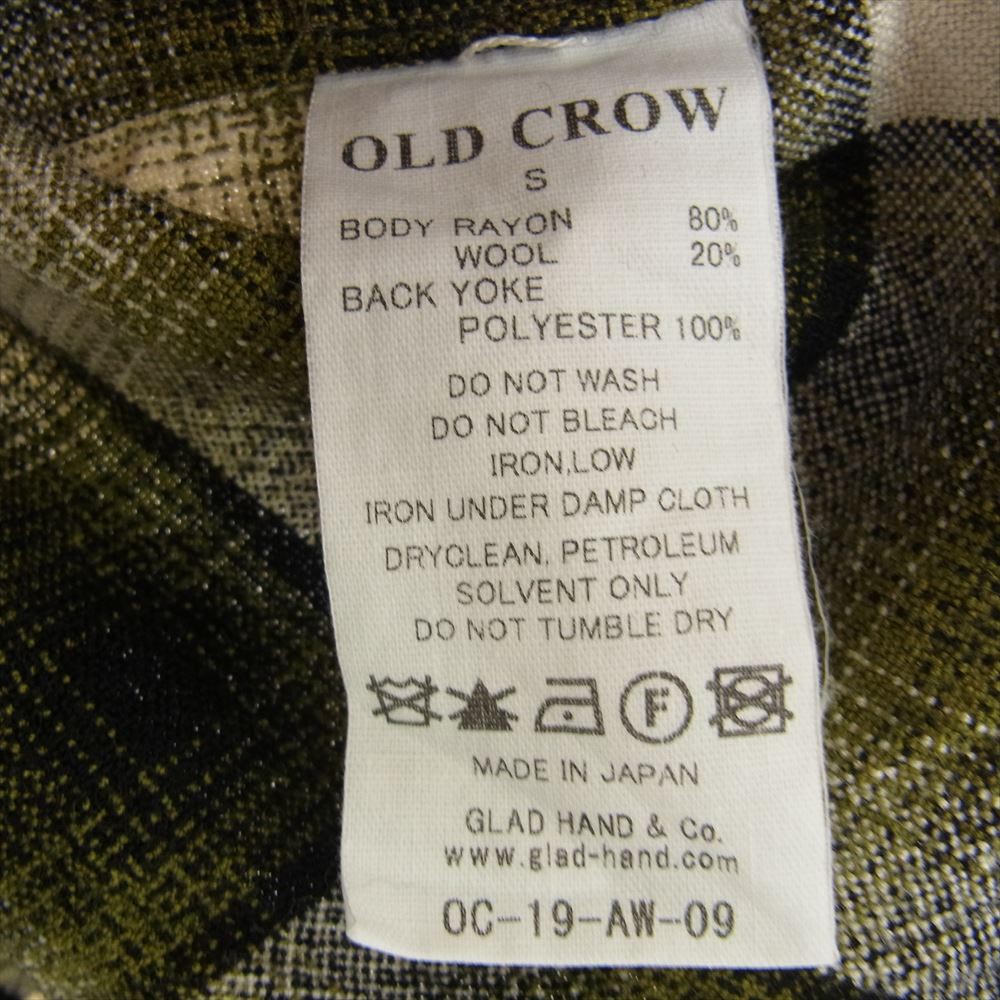 OLD CROW
S
BODY RAYON 80%
WOOL 20%
BACK YOKE
POLYESTER 100%
DO NOT WASH
DO NOT BLEACH
IRON,LOW
IRON UNDER DAMP CLOTH
DRYCLEAN, PETROLEUM
SOLVENT ONLY
DO NOT TUMBLE DRY
F
MADE IN JAPAN
GLAD HAND & Co.
www.glad-hand.com
OC-19-AW-09